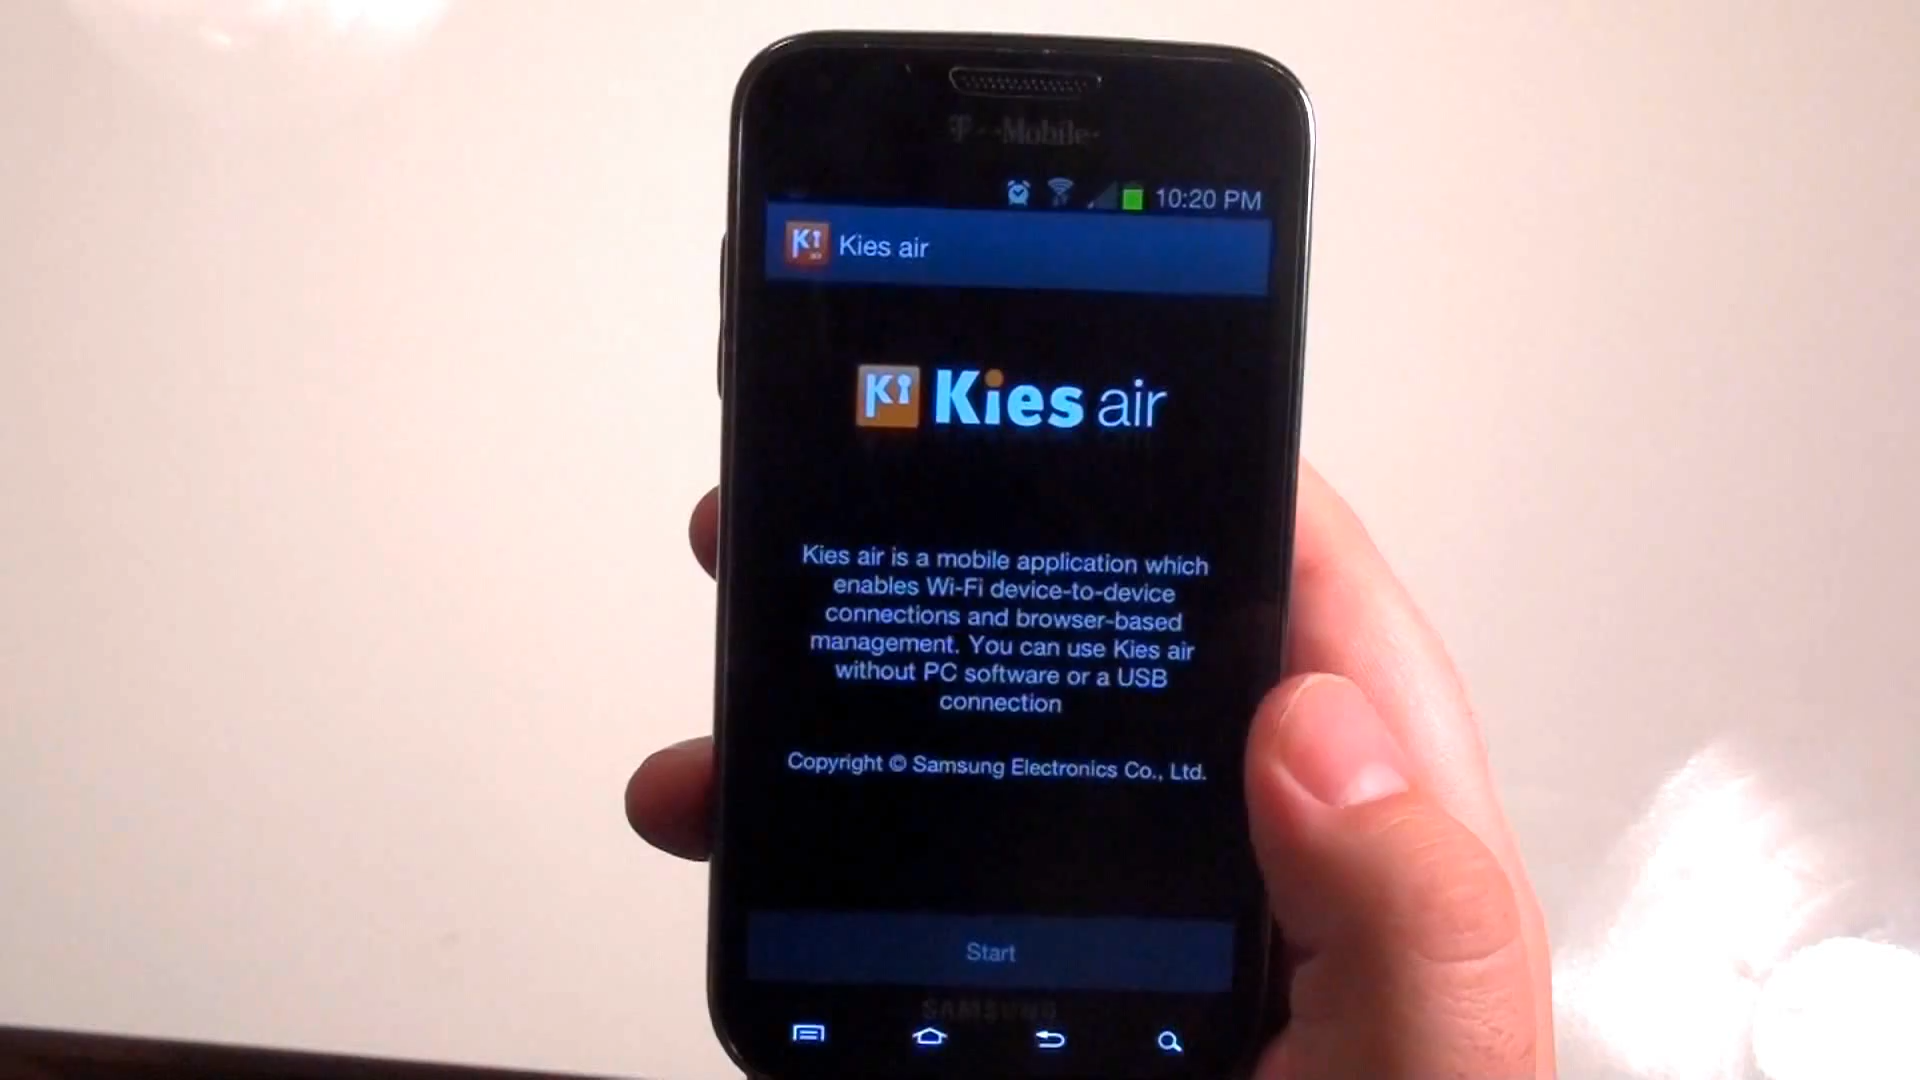 T··Mobile·
10:20 PM
Kies air
Kies air
Kies air is a mobile application which
enables Wi-Fi device-to-device
connections and browser-based
management. You can use Kies air
without PC software or a USB
connection
Copyright © Samsung Electronics Co., Ltd.
Start
SAMSUNG